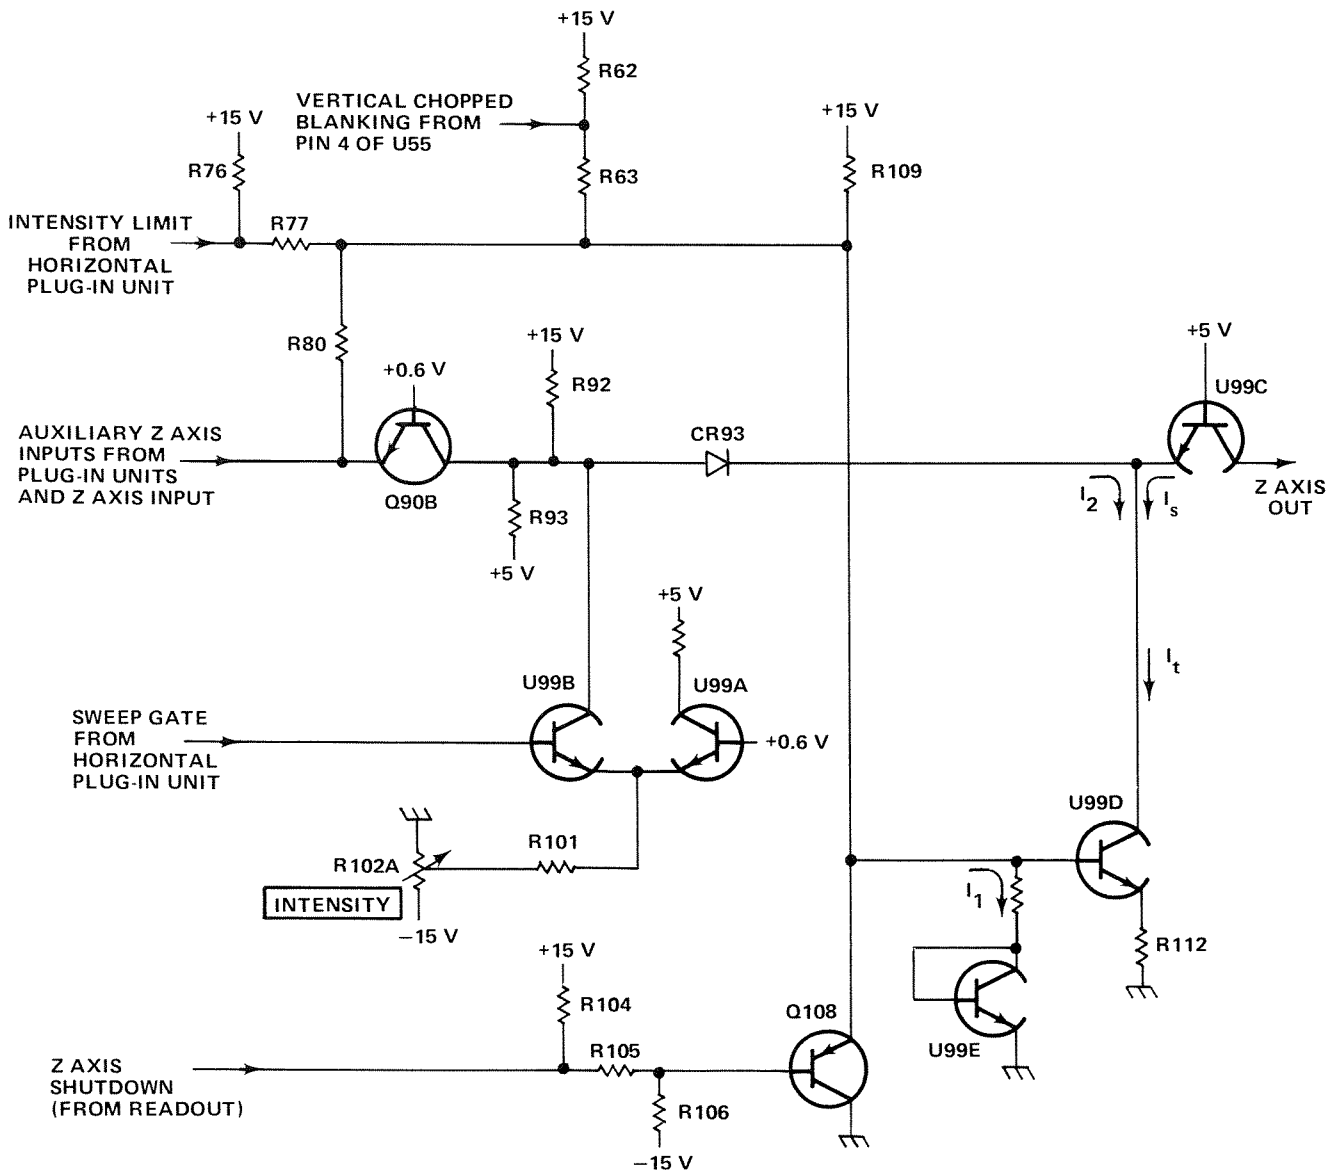 +15 V
R62
VERTICAL CHOPPED
BLANKING FROM
PIN 4 OF U55
+15 V
+15 V
R76
R63
R109
INTENSITY LIMIT
FROM
HORIZONTAL
PLUG-IN UNIT
R77
R80
+0.6 V
+15 V
R92
+5 V
U99C
AUXILIARY Z AXIS
INPUTS FROM
PLUG-IN UNITS
AND Z AXIS INPUT
Q90B
CR93
R93
+5 V
I2
Is
Z AXIS
OUT
+5 V
U99B
U99A
It
SWEEP GATE
FROM
HORIZONTAL
PLUG-IN UNIT
+0.6 V
R102A
INTENSITY
−15 V
R101
U99D
I1
R112
+15 V
R104
R105
Q108
U99E
Z AXIS
SHUTDOWN
(FROM READOUT)
R106
−15 V